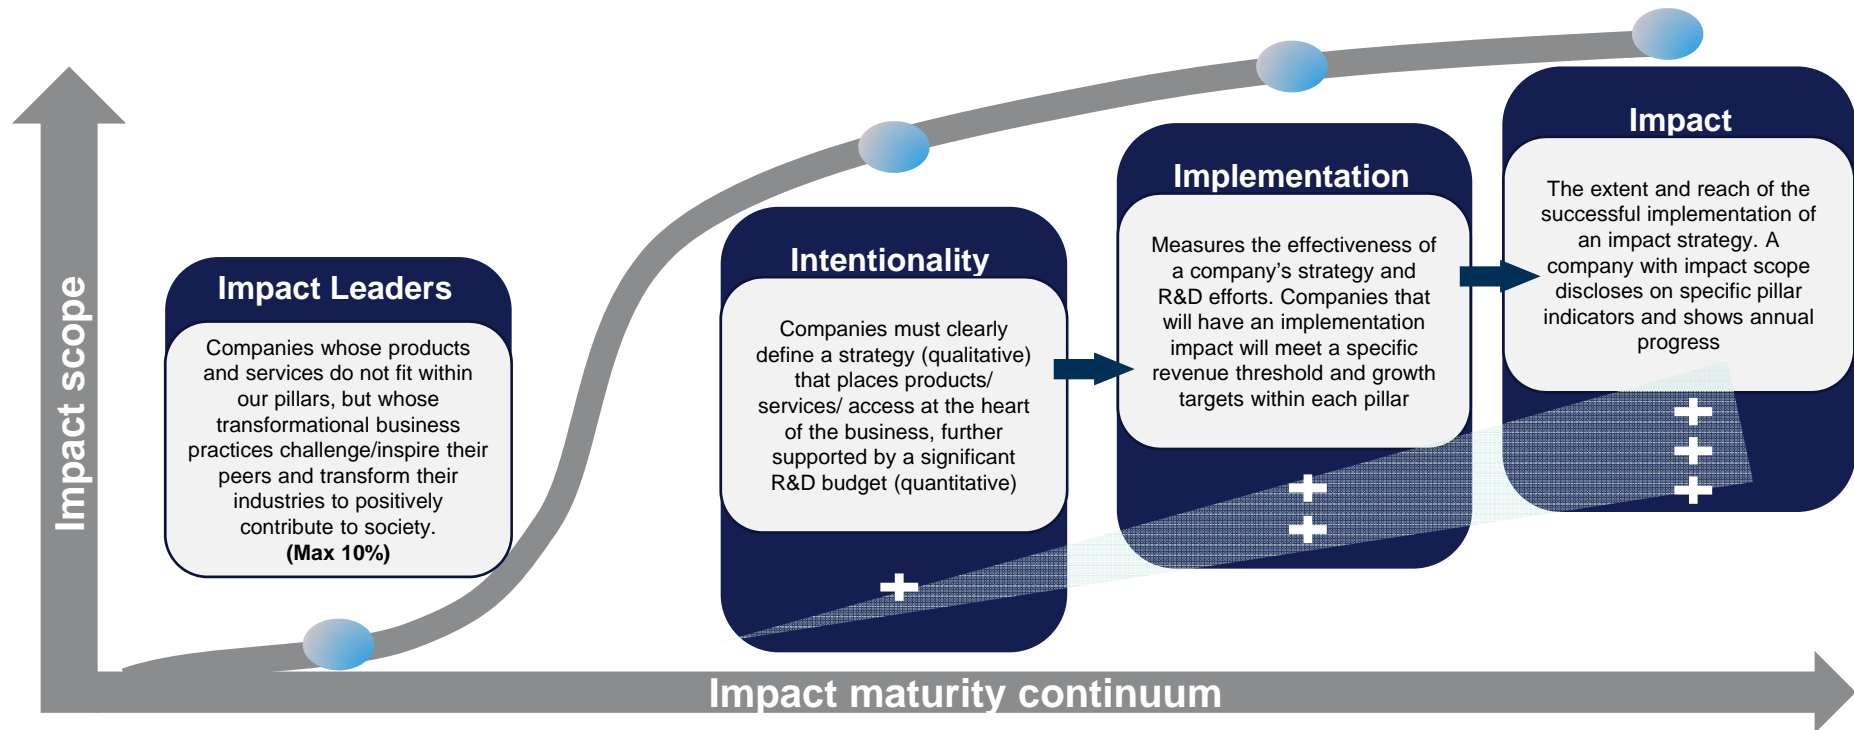 Impact scope
Impact Leaders
Companies whose products
and services do not fit within
our pillars, but whose
transformational business
practices challenge/inspire their
peers and transform their
industries to positively
contribute to society.
(Max 10%)
Intentionality
Companies must clearly
define a strategy (qualitative)
that places products/
services/ access at the heart
of the business, further
supported by a significant
R&D budget (quantitative)
Implementation
Measures the effectiveness of
a company’s strategy and
R&D efforts. Companies that
will have an implementation
impact will meet a specific
revenue threshold and growth
targets within each pillar
Impact
The extent and reach of the
successful implementation of
an impact strategy. A
company with impact scope
discloses on specific pillar
indicators and shows annual
progress
Impact maturity continuum